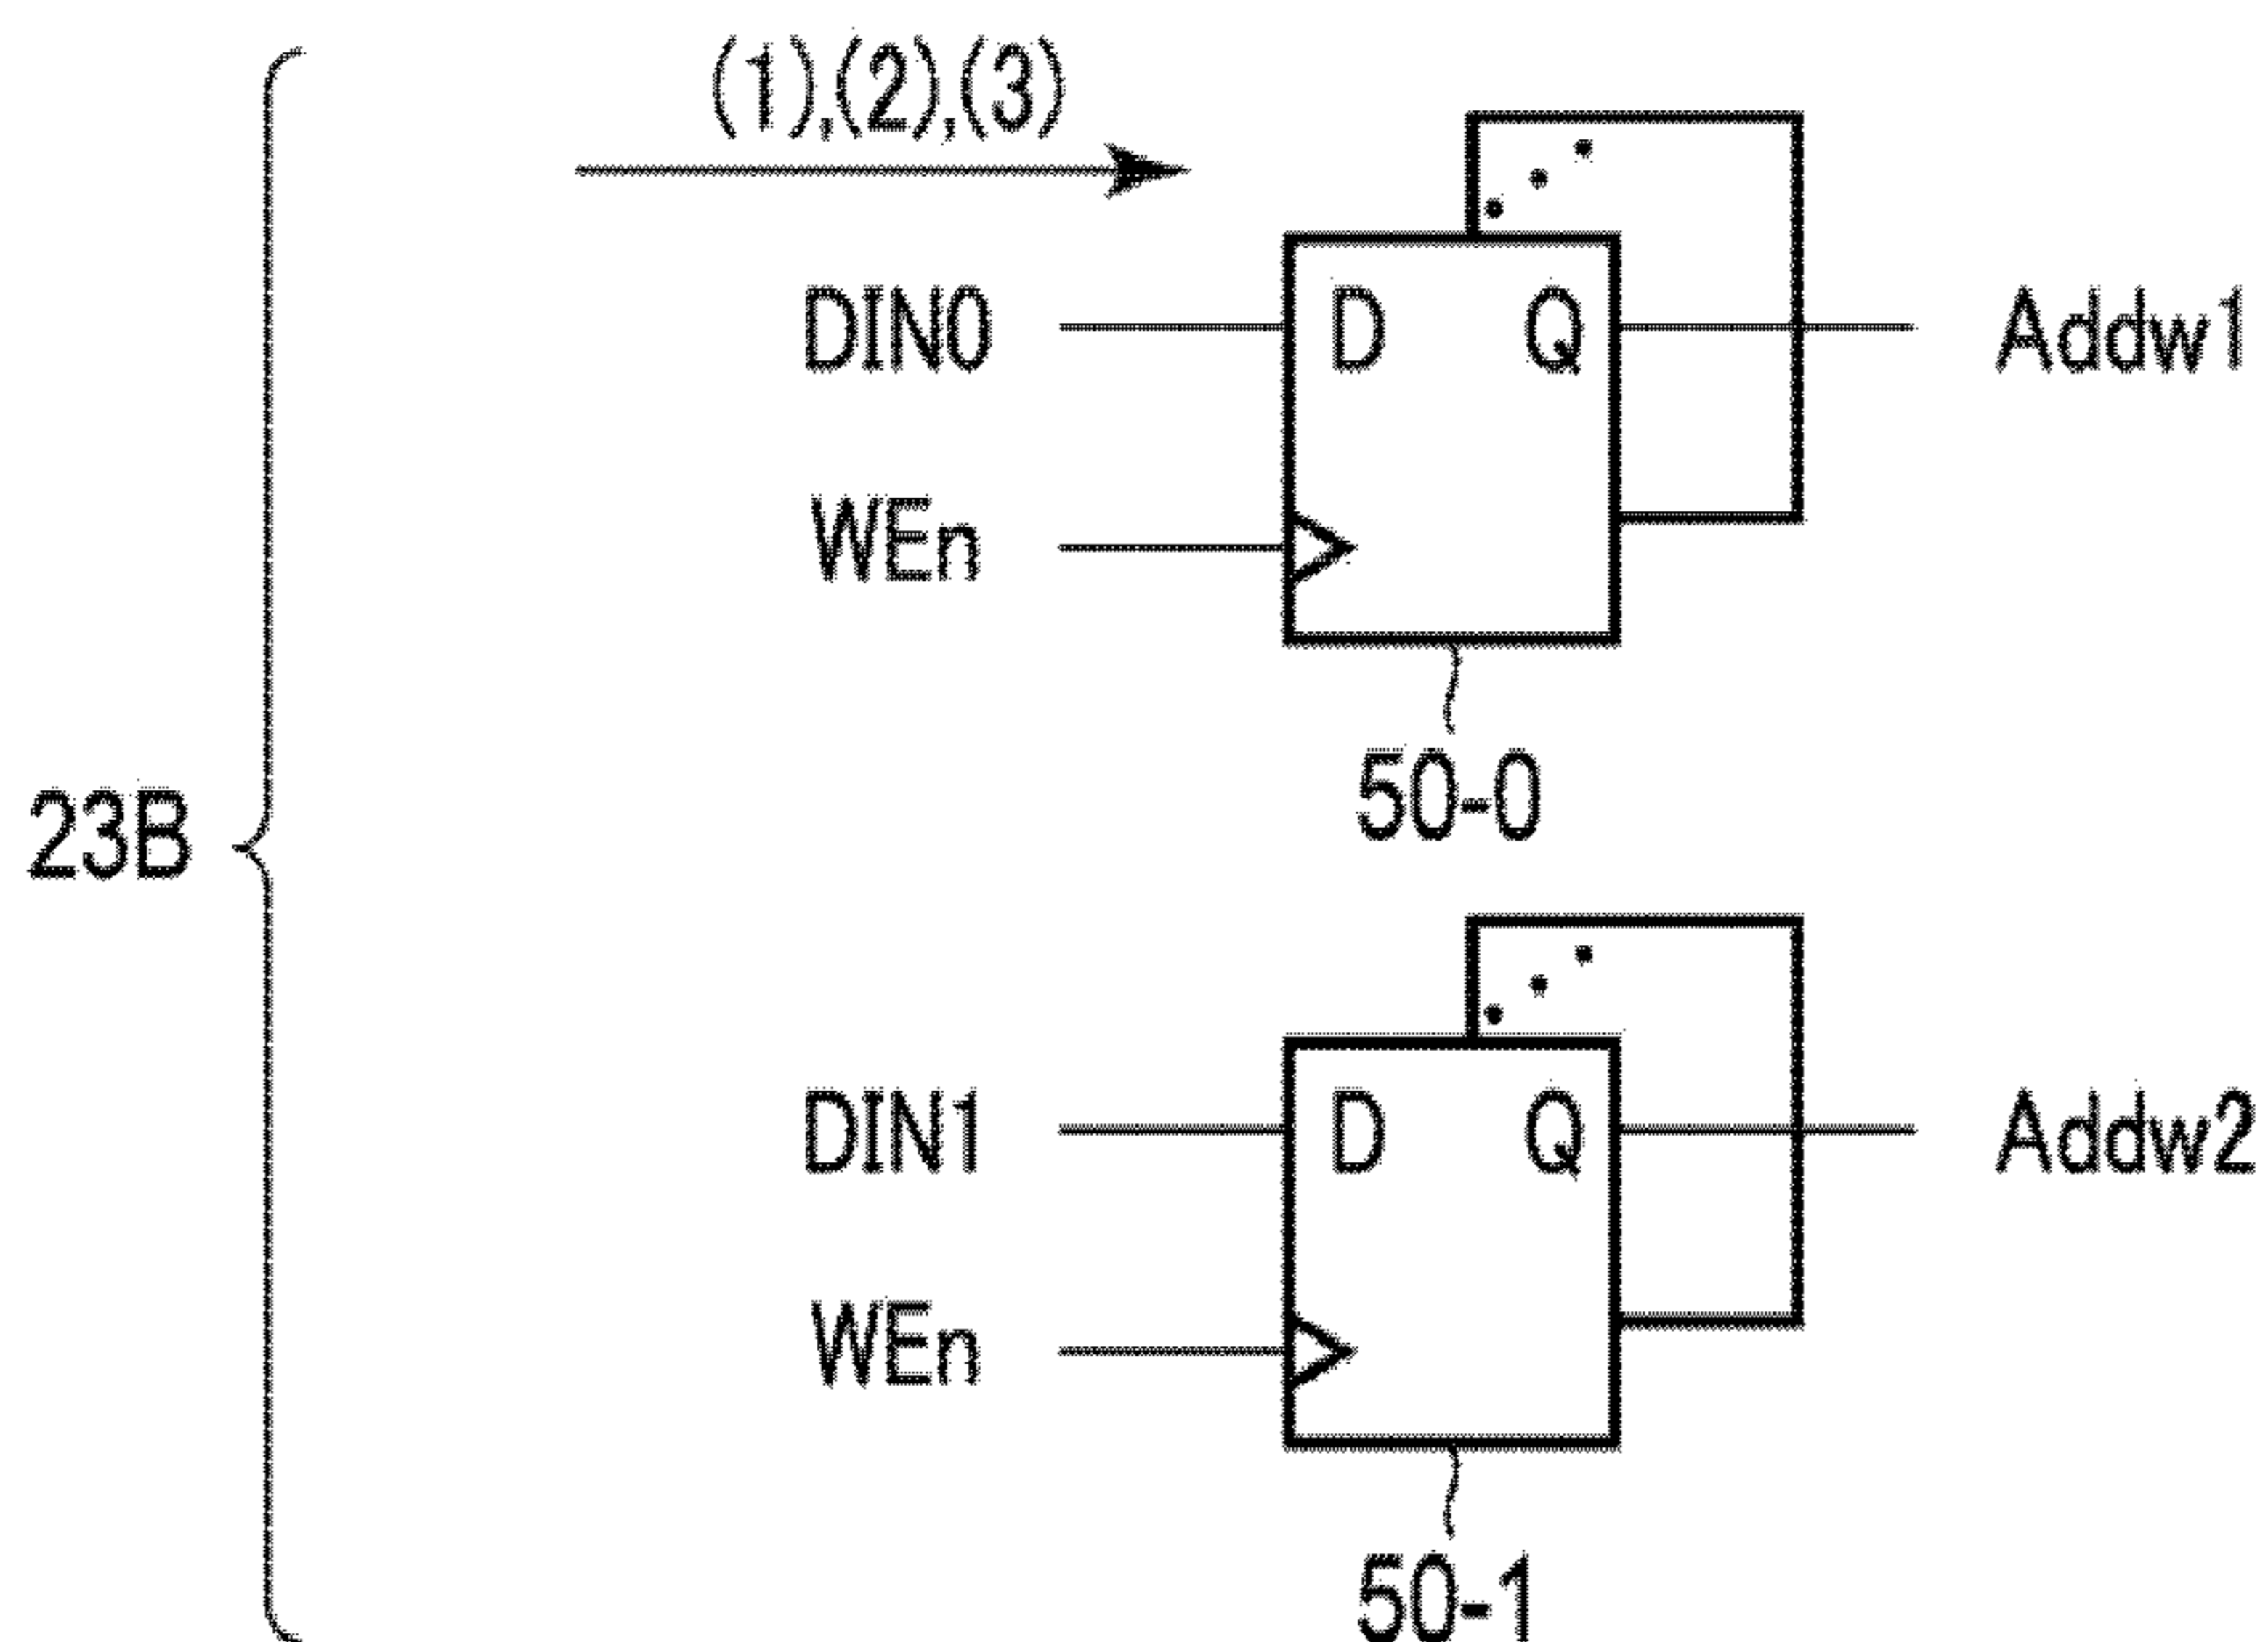 (1),(2),(3)
DIN0 D Q Addw1
WEn
50-0
23B
DIN1 D Q Addw2
WEn
50-1